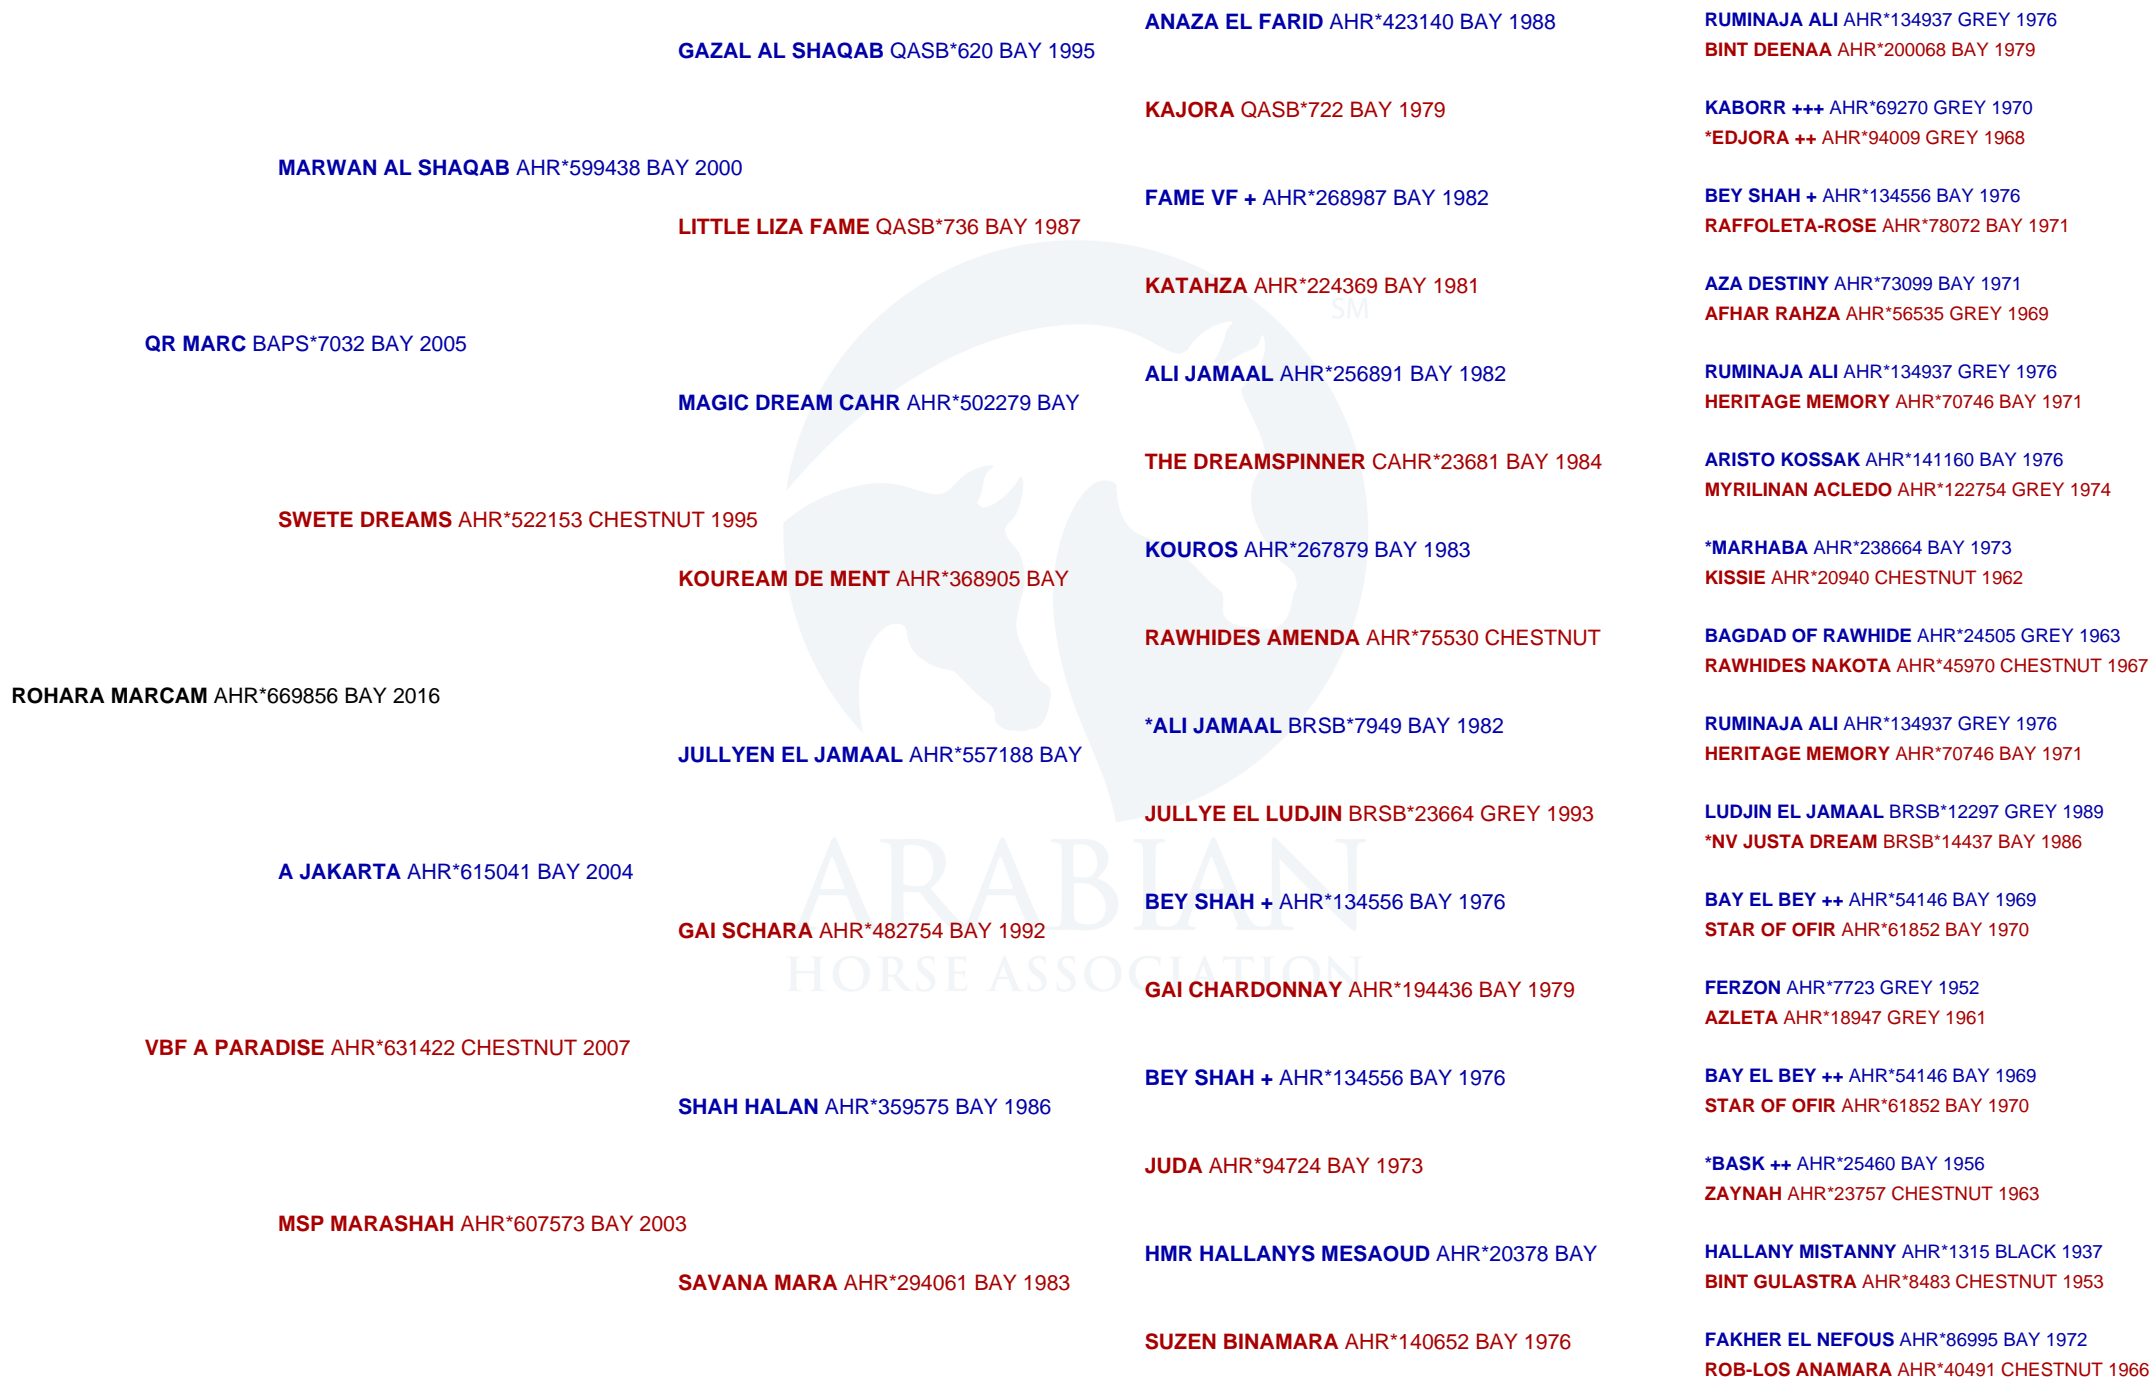 ANAZA EL FARID AHR*423140 BAY 1988
RUMINAJA ALI AHR*134937 GREY 1976
GAZAL AL SHAQAB QASB*620 BAY 1995
BINT DEENAA AHR*200068 BAY 1979
KAJORA QASB*722 BAY 1979
KABORR +++ AHR*69270 GREY 1970
*EDJORA ++ AHR*94009 GREY 1968
MARWAN AL SHAQAB AHR*599438 BAY 2000
FAME VF + AHR*268987 BAY 1982
BEY SHAH + AHR*134556 BAY 1976
LITTLE LIZA FAME QASB*736 BAY 1987
RAFFOLETA-ROSE AHR*78072 BAY 1971
KATAHZA AHR*224369 BAY 1981
AZA DESTINY AHR*73099 BAY 1971
SM
AFHAR RAHZA AHR*56535 GREY 1969
QR MARC BAPS*7032 BAY 2005
ALI JAMAAL AHR*256891 BAY 1982
RUMINAJA ALI AHR*134937 GREY 1976
MAGIC DREAM CAHR AHR*502279 BAY
HERITAGE MEMORY AHR*70746 BAY 1971
THE DREAMSPINNER CAHR*23681 BAY 1984
ARISTO KOSSAK AHR*141160 BAY 1976
MYRILINAN ACLEDO AHR*122754 GREY 1974
SWETE DREAMS AHR*522153 CHESTNUT 1995
KOUROS AHR*267879 BAY 1983
*MARHABA AHR*238664 BAY 1973
KOUREAM DE MENT AHR*368905 BAY
KISSIE AHR*20940 CHESTNUT 1962
RAWHIDES AMENDA AHR*75530 CHESTNUT
BAGDAD OF RAWHIDE AHR*24505 GREY 1963
RAWHIDES NAKOTA AHR*45970 CHESTNUT 1967
ROHARA MARCAM AHR*669856 BAY 2016
*ALI JAMAAL BRSB*7949 BAY 1982
RUMINAJA ALI AHR*134937 GREY 1976
JULLYEN EL JAMAAL AHR*557188 BAY
HERITAGE MEMORY AHR*70746 BAY 1971
JULLYE EL LUDJIN BRSB*23664 GREY 1993
LUDJIN EL JAMAAL BRSB*12297 GREY 1989
*NV JUSTA DREAM BRSB*14437 BAY 1986
A JAKARTA AHR*615041 BAY 2004
ARABIAN
BEY SHAH + AHR*134556 BAY 1976
BAY EL BEY ++ AHR*54146 BAY 1969
GAI SCHARA AHR*482754 BAY 1992
STAR OF OFIR AHR*61852 BAY 1970
HORSE ASSOCIATION
GAI CHARDONNAY AHR*194436 BAY 1979
FERZON AHR*7723 GREY 1952
AZLETA AHR*18947 GREY 1961
VBF A PARADISE AHR*631422 CHESTNUT 2007
BEY SHAH + AHR*134556 BAY 1976
BAY EL BEY ++ AHR*54146 BAY 1969
SHAH HALAN AHR*359575 BAY 1986
STAR OF OFIR AHR*61852 BAY 1970
JUDA AHR*94724 BAY 1973
*BASK ++ AHR*25460 BAY 1956
ZAYNAH AHR*23757 CHESTNUT 1963
MSP MARASHAH AHR*607573 BAY 2003
HMR HALLANYS MESAOUD AHR*20378 BAY
HALLANY MISTANNY AHR*1315 BLACK 1937
SAVANA MARA AHR*294061 BAY 1983
BINT GULASTRA AHR*8483 CHESTNUT 1953
SUZEN BINAMARA AHR*140652 BAY 1976
FAKHER EL NEFOUS AHR*86995 BAY 1972
ROB-LOS ANAMARA AHR*40491 CHESTNUT 1966